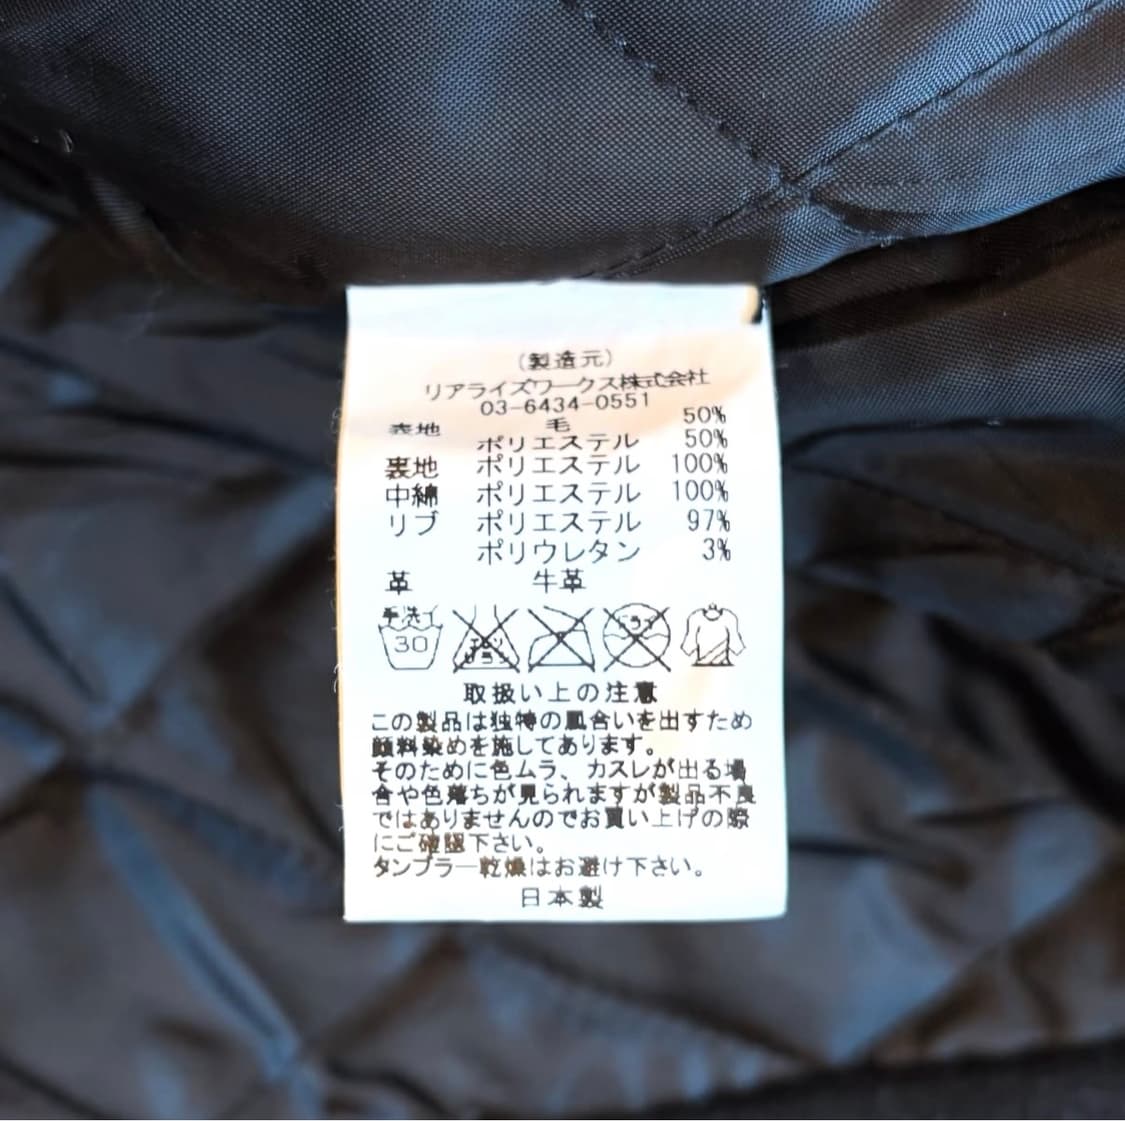 (製造元)
リアライズワークス株式会社
03-6434-0551
表地 毛 50%
ポリエステル 50%
裏地 ポリエステル 100%
中綿 ポリエステル 100%
リブ ポリエステル 97%
ポリウレタン 3%
革 牛革
手洗イ 30 エンソ サラシ ドライ
取扱い上の注意
この製品は独特の風合いを出すため
顔料染めを施してあります。
そのために色ムラ、カスレが出る場
合や色落ちが見られますが製品不良
ではありませんのでお買い上げの際
にご確認下さい。
タンブラー乾燥はお避け下さい。
日本製